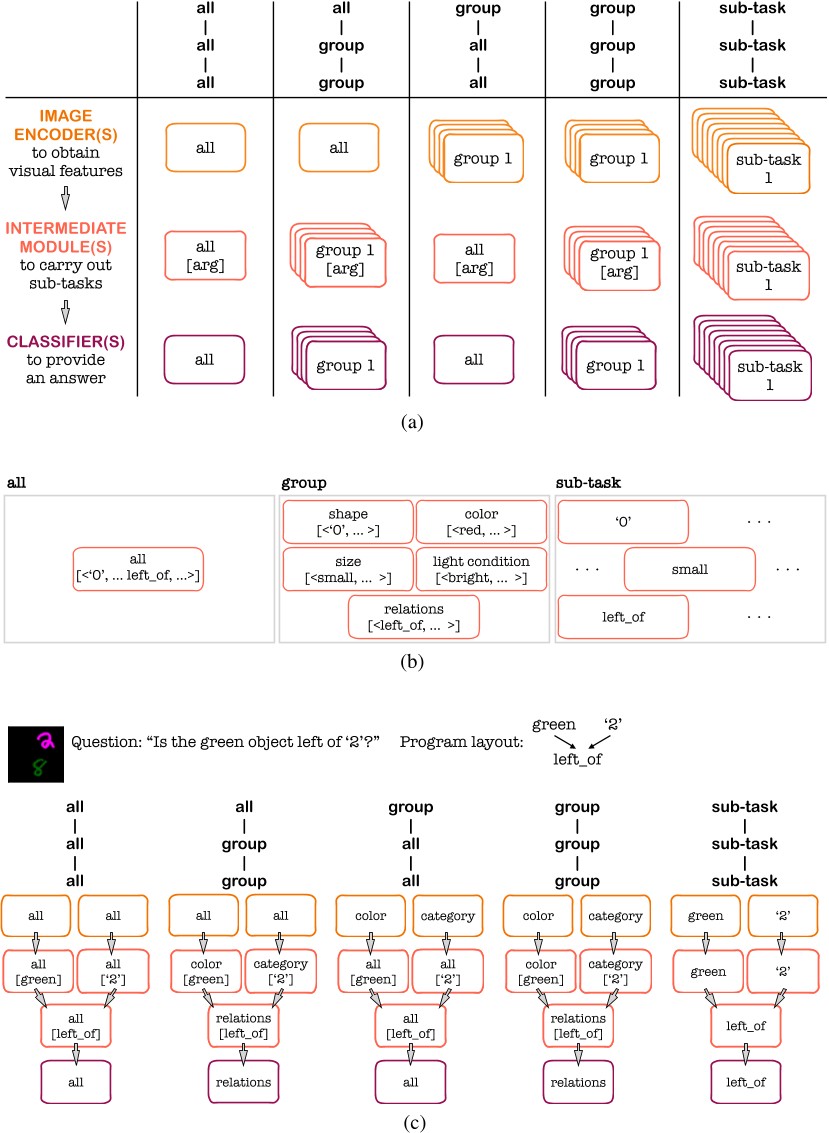 all all group group sub-task
all group all group sub-task
all group all group sub-task
IMAGE
ENCODER(S)
to obtain
visual features
all all group 1 group 1 sub-task
1
INTERMEDIATE
MODULE(S)
to carry out
sub-tasks
all
[arg]
group 1
[arg]
all
[arg]
group 1
[arg]
sub-task
1
CLASSIFIER(S)
to provide
an answer
all group 1 all group 1 sub-task
1
(a)
all group sub-task
all
[<'0', ... left_of, ...>]
shape
[<'0', ... >]
color
[<red, ... >]
size
[<small, ... >]
light condition
[<bright, ... >]
relations
[<left_of, ... >]
'0' . . .
. . . small . . .
left_of . . .
(b)
2
8
Question: "Is the green object left of '2'?"
Program layout:
green '2'
left_of
all all group group sub-task
all group all group sub-task
all group all group sub-task
all all all all color category color category green '2'
all
[green]
all
['2']
color
[green]
category
['2']
all
[green]
all
['2']
color
[green]
category
['2']
green '2'
all
[left_of]
relations
[left_of]
all
[left_of]
relations
[left_of]
left_of
all relations all relations left_of
(c)